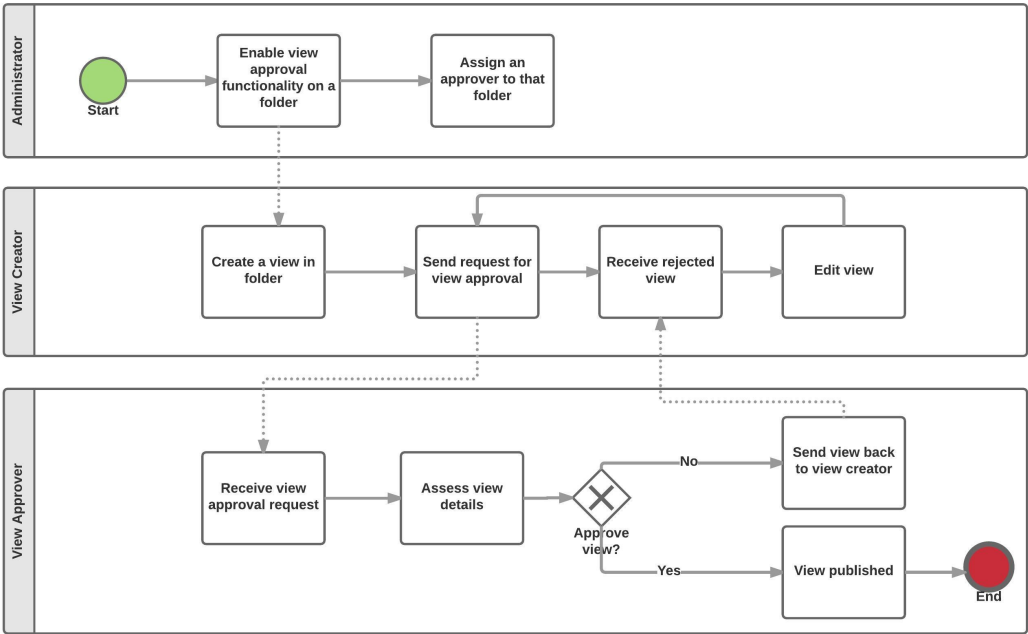 Administrator
Enable view
approval
functionality on a
folder
Assign an
approver to that
folder
Start
View Creator
Create a view in
folder
Send request for
view approval
Receive rejected
view
Edit view
View Approver
Receive view
approval request
Assess view
details
Approve
view?
No
Send view back
to view creator
Yes
View published
End